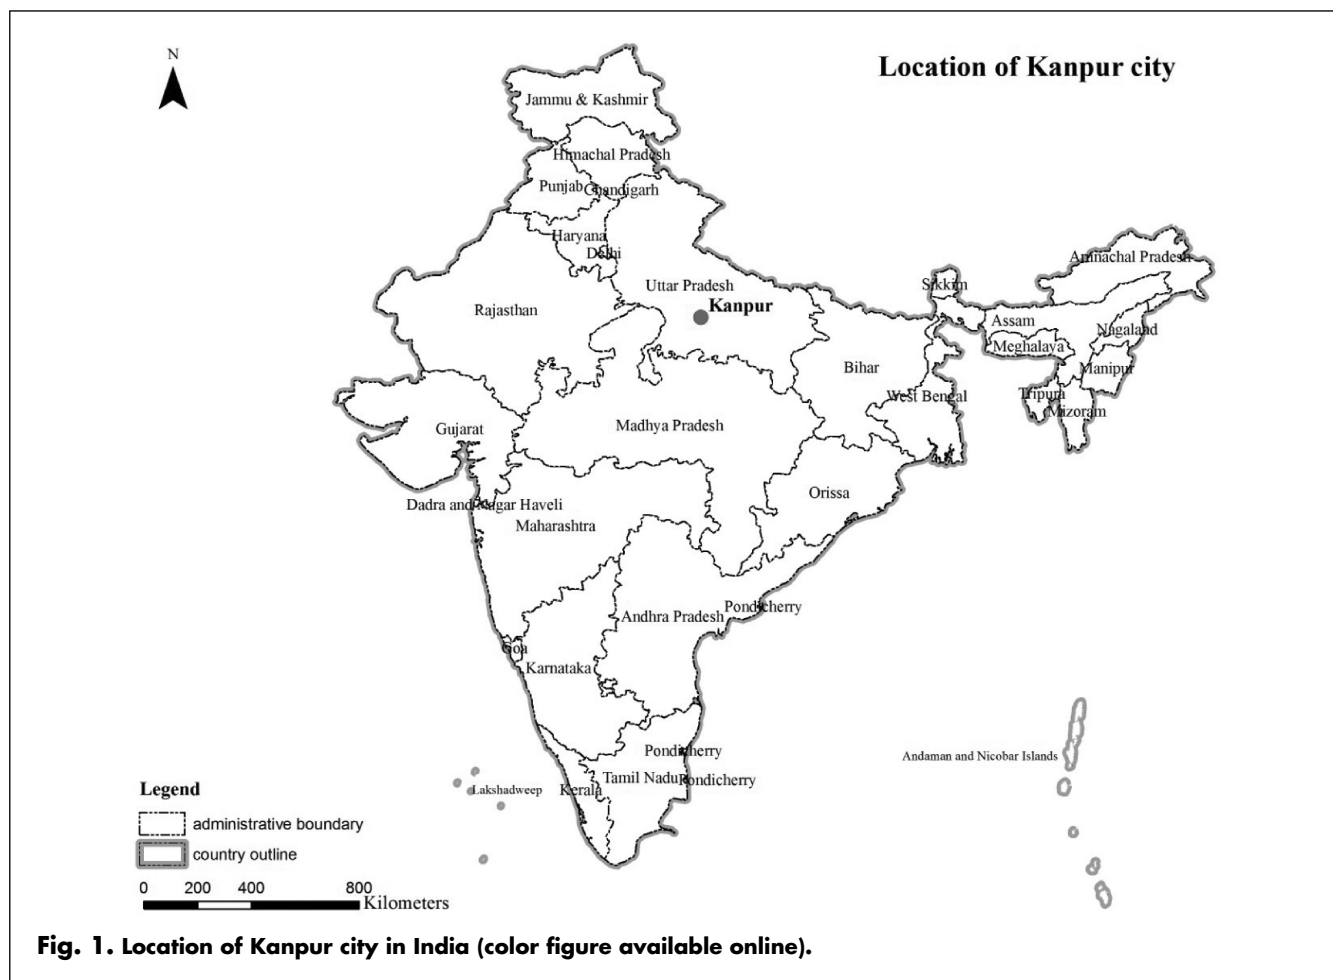 N
Location of Kanpur city
Jammu & Kashmir
Himachal Pradesh
Punjab
Chandigarh
Haryana
Delhi
Uttar Pradesh
Kanpur
Rajasthan
Sikkim
Arunachal Pradesh
Assam
Nagaland
Meghalaya
Manipur
Bihar
West Bengal
Tripura
Mizoram
Gujarat
Madhya Pradesh
Orissa
Dadra and Nagar Haveli
Maharashtra
Andhra Pradesh
Pondicherry
Goa
Karnataka
Pondicherry
Andaman and Nicobar Islands
Tamil Nadu
Pondicherry
Kerala
Lakshadweep
Legend
administrative boundary
country outline
0 200 400 800
Kilometers
Fig. 1. Location of Kanpur city in India (color figure available online).